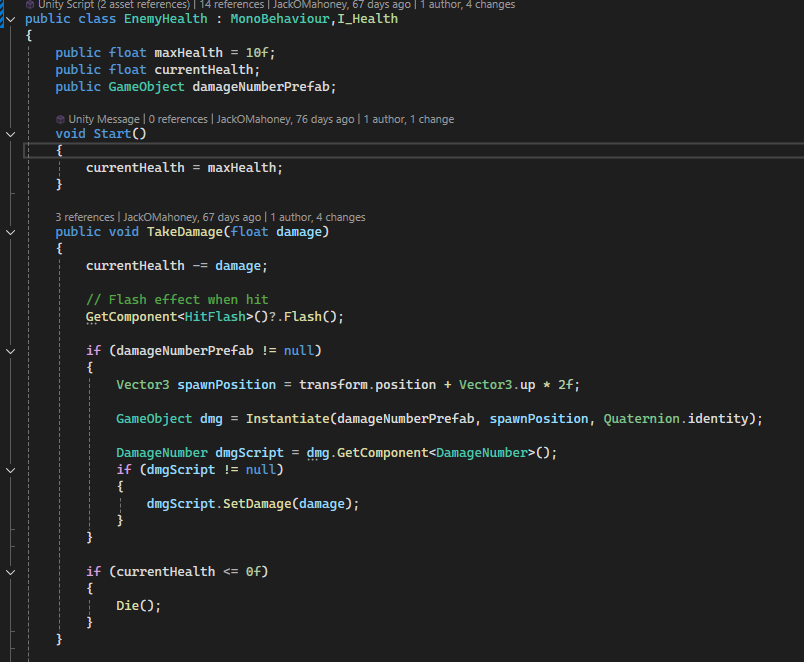 Unity Script (2 asset references) | 14 references | JackOMahoney, 67 days ago | 1 author, 4 changes
public class EnemyHealth : MonoBehaviour,I_Health
{
public float maxHealth = 10f;
public float currentHealth;
public GameObject damageNumberPrefab;
Unity Message | 0 references | JackOMahoney, 76 days ago | 1 author, 1 change
void Start()
{
currentHealth = maxHealth;
}
3 references | JackOMahoney, 67 days ago | 1 author, 4 changes
public void TakeDamage(float damage)
{
currentHealth -= damage;
// Flash effect when hit
GetComponent<HitFlash>()?.Flash();
if (damageNumberPrefab != null)
{
Vector3 spawnPosition = transform.position + Vector3.up * 2f;
GameObject dmg = Instantiate(damageNumberPrefab, spawnPosition, Quaternion.identity);
DamageNumber dmgScript = dmg.GetComponent<DamageNumber>();
if (dmgScript != null)
{
dmgScript.SetDamage(damage);
}
}
if (currentHealth <= 0f)
{
Die();
}
}